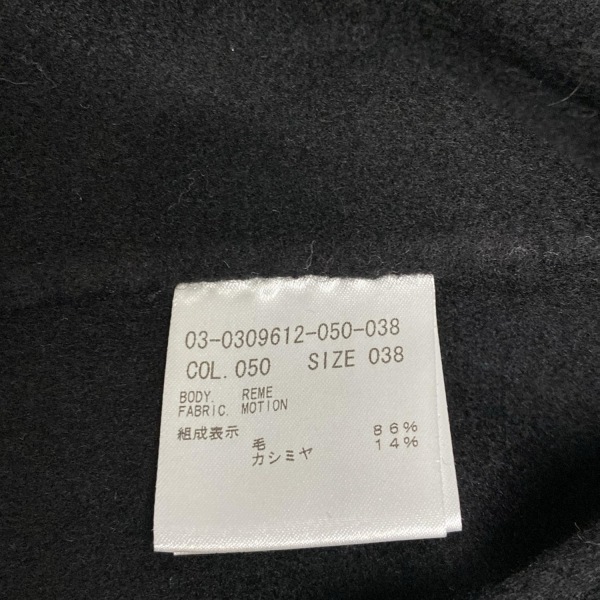 03-0309612-050-038
COL. 050 SIZE 038
BODY. REME
FABRIC. MOTION
組成表示
毛 86%
カシミヤ 14%